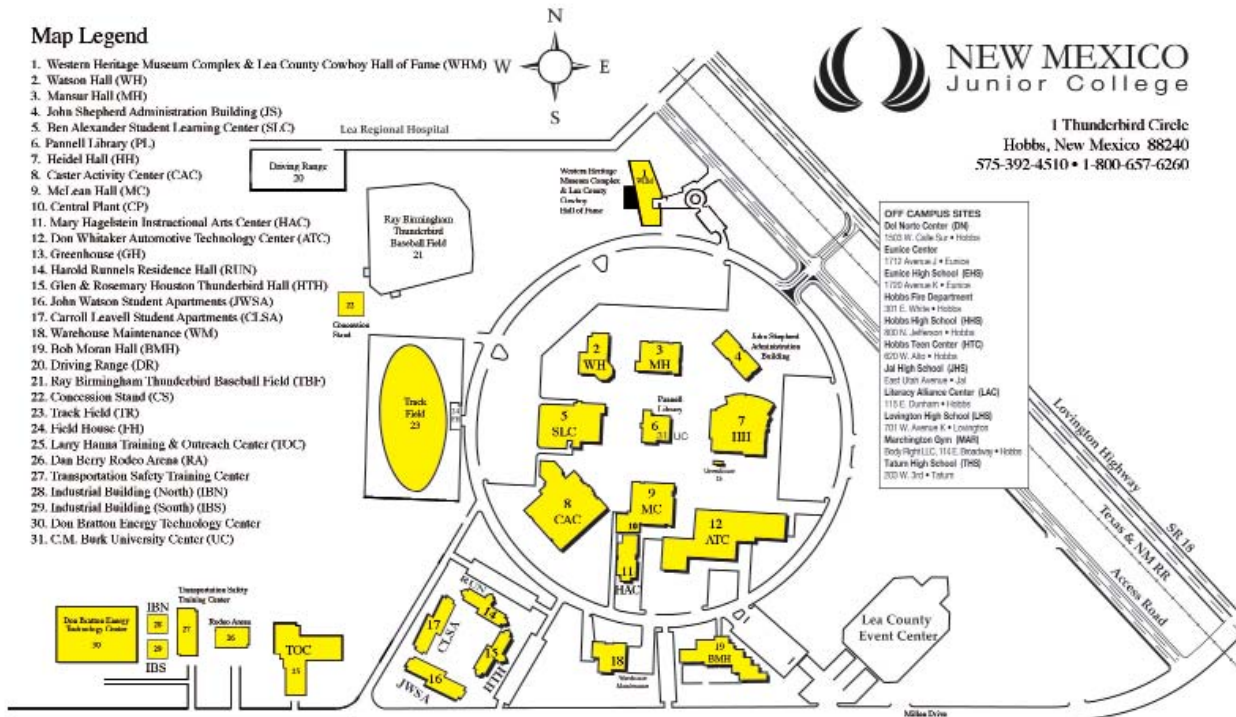 Map Legend
1. Western Heritage Museum Complex & Lea County Cowboy Hall of Fame (WHM)
2. Watson Hall (WH)
3. Mansur Hall (MH)
4. John Shepherd Administration Building (JS)
5. Ben Alexander Student Learning Center (SLC)
6. Pannell Library (PL)
7. Heidel Hall (HH)
8. Caster Activity Center (CAC)
9. McLean Hall (MC)
10. Central Plant (CP)
11. Mary Hagelstein Instructional Arts Center (HAC)
12. Don Whitaker Automotive Technology Center (ATC)
13. Greenhouse (GH)
14. Harold Runnels Residence Hall (RUN)
15. Glen & Rosemary Houston Thunderbird Hall (HTH)
16. John Watson Student Apartments (JWSA)
17. Carroll Leavell Student Apartments (CLSA)
18. Warehouse Maintenance (WM)
19. Bob Moran Hall (BMH)
20. Driving Range (DR)
21. Ray Birmingham Thunderbird Baseball Field (TBF)
22. Concession Stand (CS)
23. Track Field (TR)
24. Field House (FH)
25. Larry Hanna Training & Outreach Center (TOC)
26. Dan Berry Rodeo Arena (RA)
27. Transportation Safety Training Center
28. Industrial Building (North) (IBN)
29. Industrial Building (South) (IBS)
30. Don Bratton Energy Technology Center
31. C.M. Burk University Center (UC)
N
W
E
S
NEW MEXICO
Junior College
1 Thunderbird Circle
Hobbs, New Mexico 88240
575-392-4510 • 1-800-657-6260
OFF CAMPUS SITES
Del Norte Center (DN)
1503 W. Calle Sur • Hobbs
Eunice Center
1712 Avenue J • Eunice
Eunice High School (EHS)
1720 Avenue K • Eunice
Hobbs Fire Department
301 E. White • Hobbs
Hobbs High School (HHS)
800 N. Jefferson • Hobbs
Hobbs Teen Center (HTC)
620 W. Alto • Hobbs
Jal High School (JHS)
East Utah Avenue • Jal
Literacy Alliance Center (LAC)
115 E. Dunham • Hobbs
Lovington High School (LHS)
701 W. Avenue K • Lovington
Marchington Gym (MAR)
Body Right LLC, 114 E. Broadway • Hobbs
Tatum High School (THS)
200 W. 3rd • Tatum
Lea Regional Hospital
Driving Range
20
Ray Birmingham
Thunderbird
Baseball Field
21
22
Concession
Stand
Western Heritage
Museum Complex
& Lea County
Cowboy
Hall of Fame
1
WHM
2
WH
3
MH
4
John Shepherd
Administration
Building
5
SLC
Pannell
Library
6
31 UC
7
HH
Greenhouse
13
Track
Field
23
24
FH
8
CAC
9
MC
10
11
HAC
12
ATC
Lovington Highway
SR 18
Texas & NM RR
Access Road
Lea County
Event Center
RUN
14
17
CLSA
15
HTH
16
JWSA
18
Warehouse
Maintenance
19
BMH
Millen Drive
Don Bratton Energy
Technology Center
30
IBN
28
29
IBS
Transportation Safety
Training Center
27
Rodeo Arena
26
TOC
25